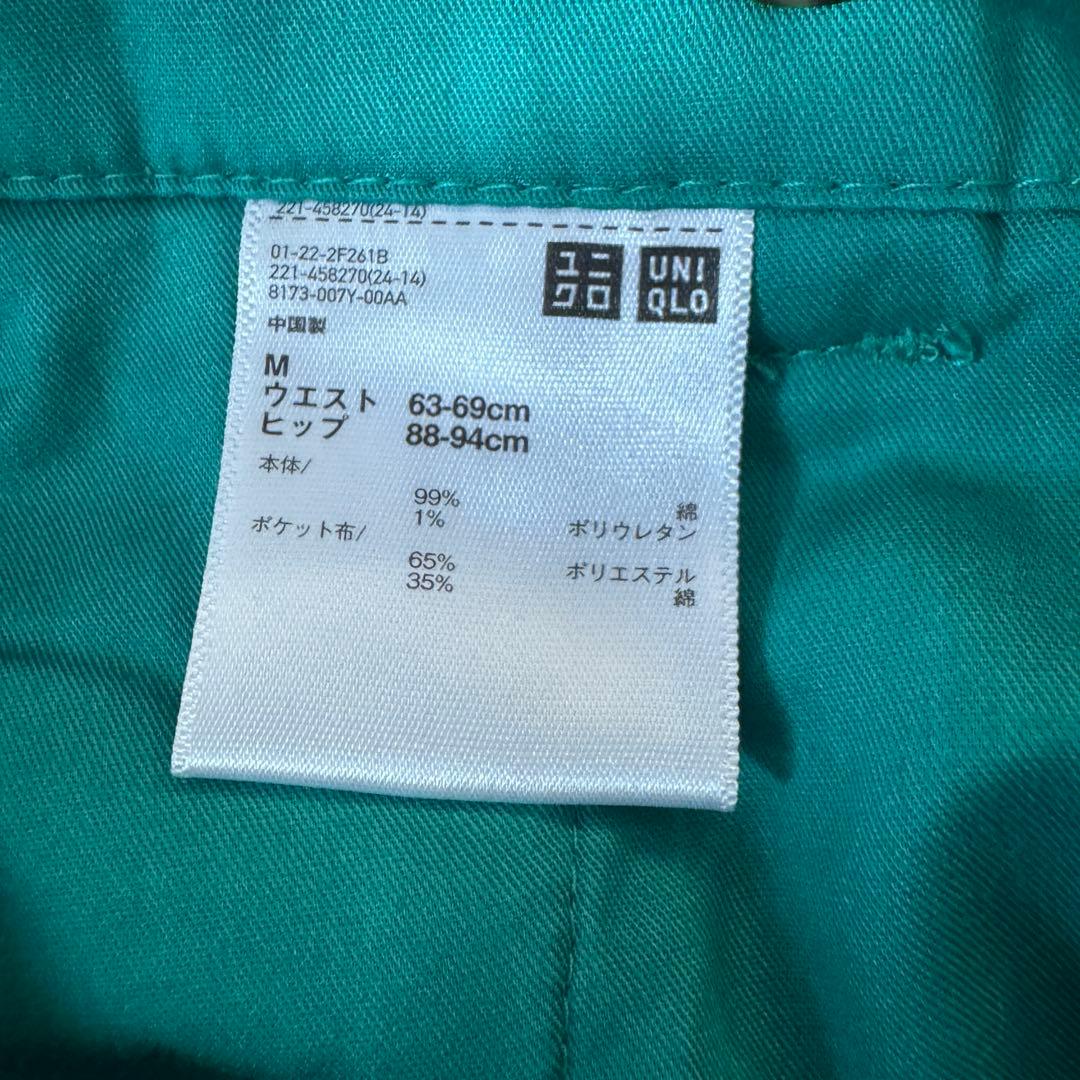 221-458270(24-14)
01-22-2F261B
221-458270(24-14)
8173-007Y-00AA
中国製
ユニ
クロ
UNI
QLO
M
ウエスト 63-69cm
ヒップ 88-94cm
本体/
99% 綿
1% ポリウレタン
ポケット布/
65% ポリエステル
35% 綿